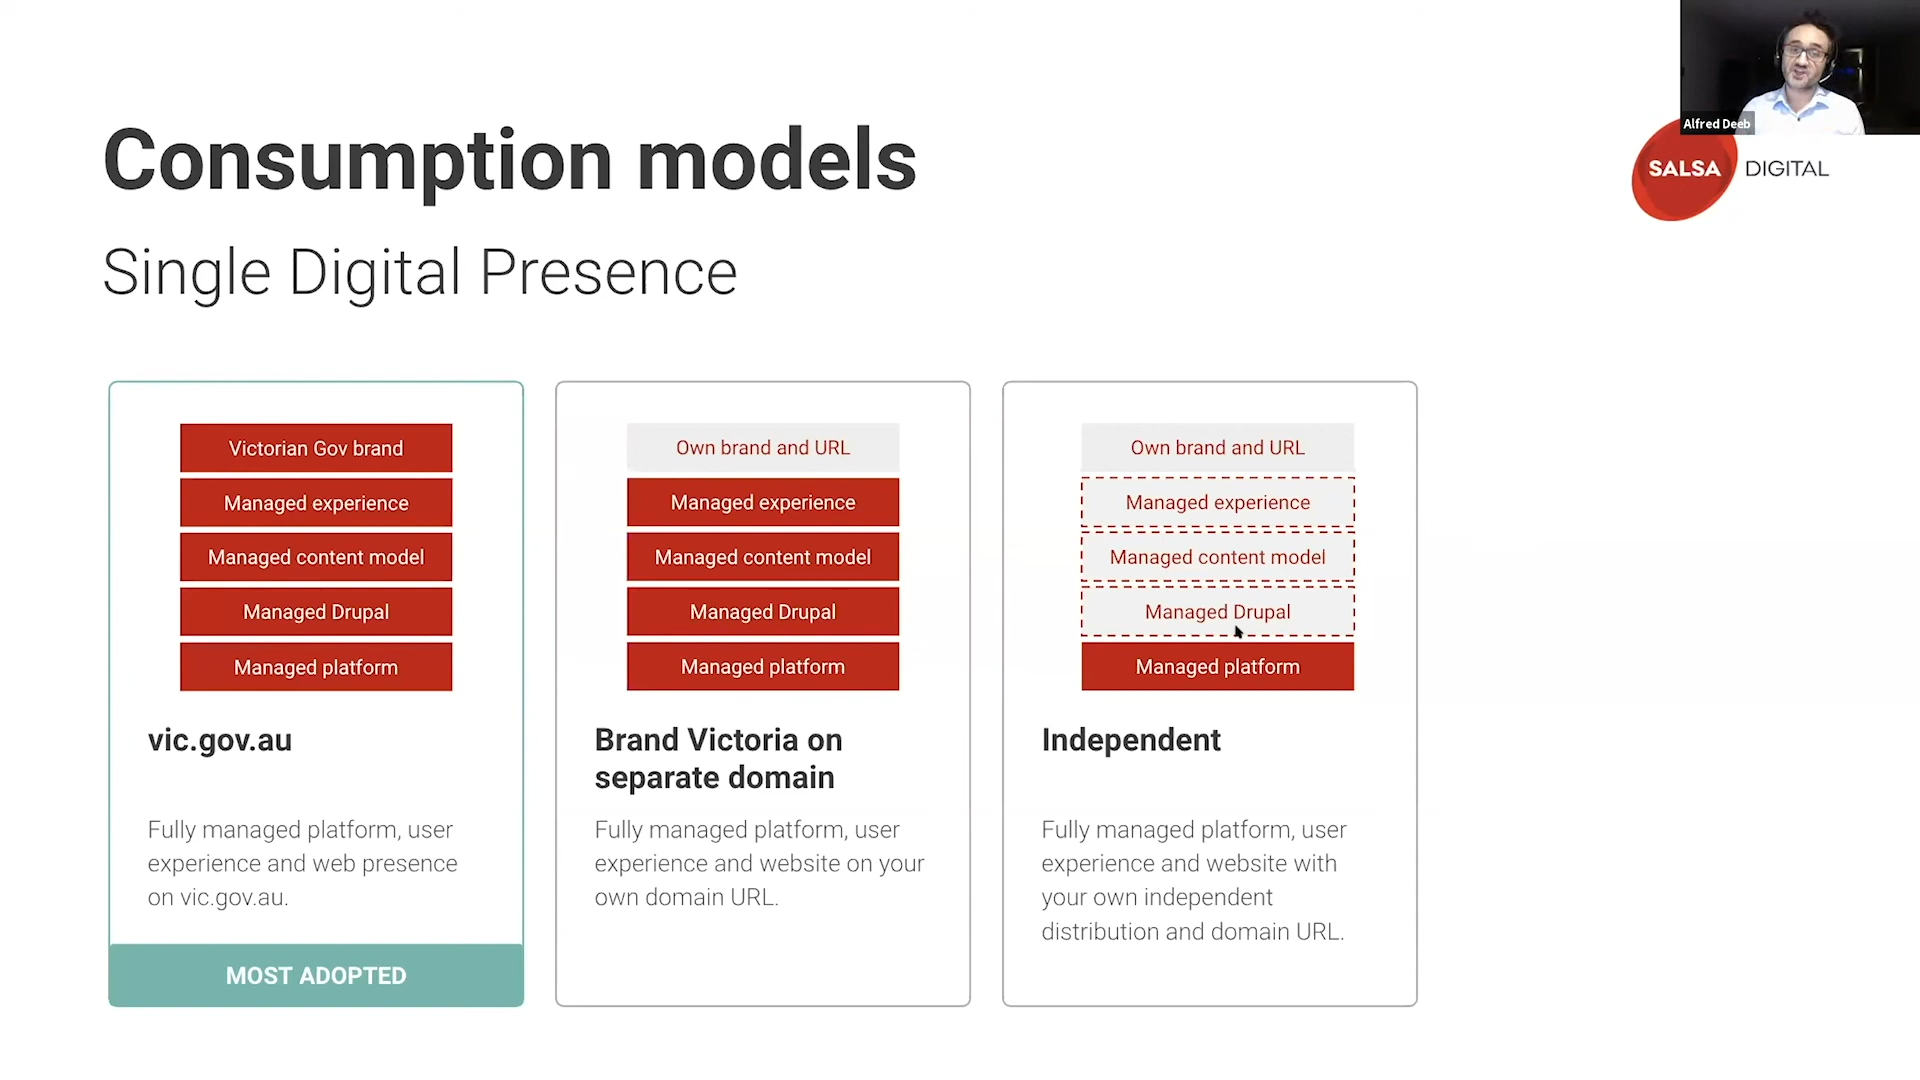 Alfred Deeb
SALSA DIGITAL
Consumption models
Single Digital Presence
Victorian Gov brand
Managed experience
Managed content model
Managed Drupal
Managed platform
vic.gov.au
Fully managed platform, user
experience and web presence
on vic.gov.au.
MOST ADOPTED
Own brand and URL
Managed experience
Managed content model
Managed Drupal
Managed platform
Brand Victoria on
separate domain
Fully managed platform, user
experience and website on your
own domain URL.
Own brand and URL
Managed experience
Managed content model
Managed Drupal
Managed platform
Independent
Fully managed platform, user
experience and website with
your own independent
distribution and domain URL.